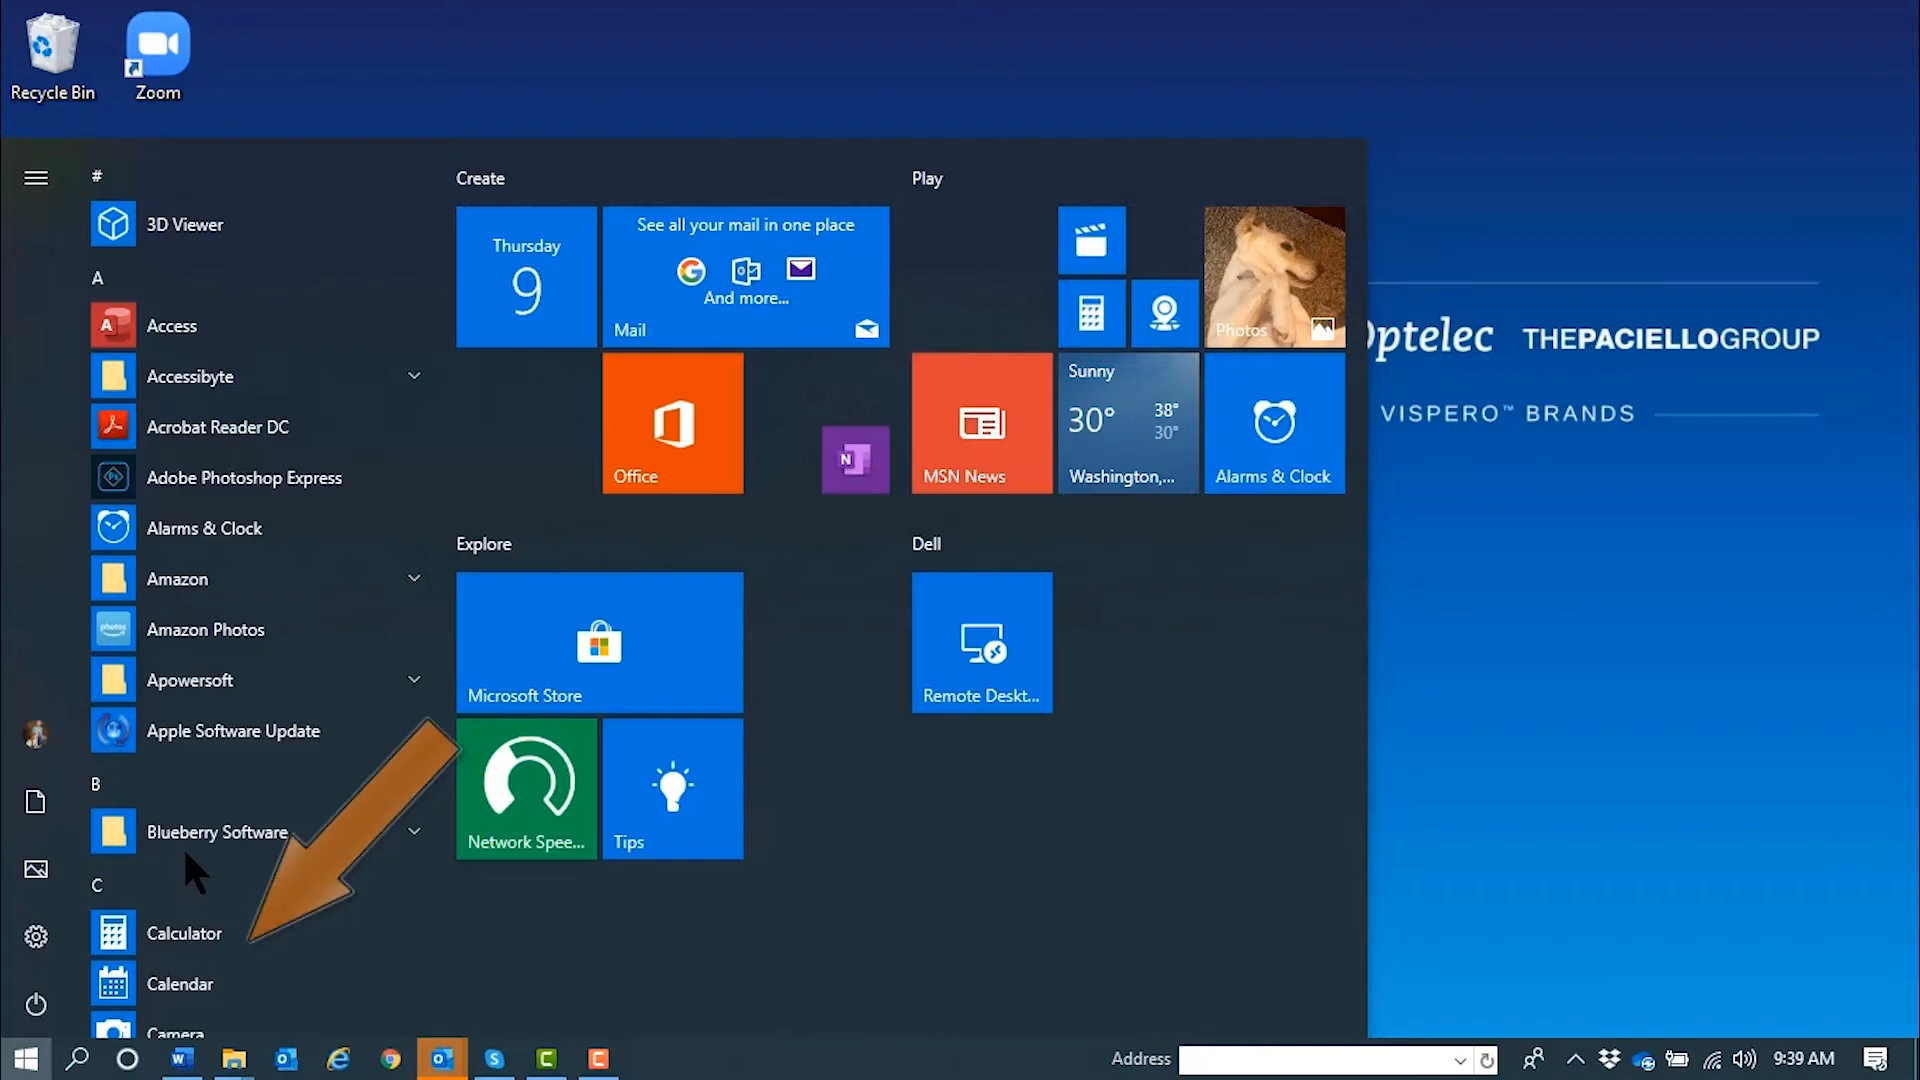 Recycle Bin
Zoom
#
3D Viewer
A
Access
Accessibyte
Acrobat Reader DC
Adobe Photoshop Express
Alarms & Clock
Amazon
Amazon Photos
Apowersoft
Apple Software Update
B
Blueberry Software
C
Calculator
Calendar
Camera
Create
Thursday
9
See all your mail in one place
And more...
Mail
Office
N
Explore
Microsoft Store
Network Spee...
Tips
Play
Photos
MSN News
Sunny
30° 38°
30°
Washington,...
Alarms & Clock
Dell
Remote Deskt...
Optelec THEPACIELLOGROUP
VISPERO™ BRANDS
Address
9:39 AM